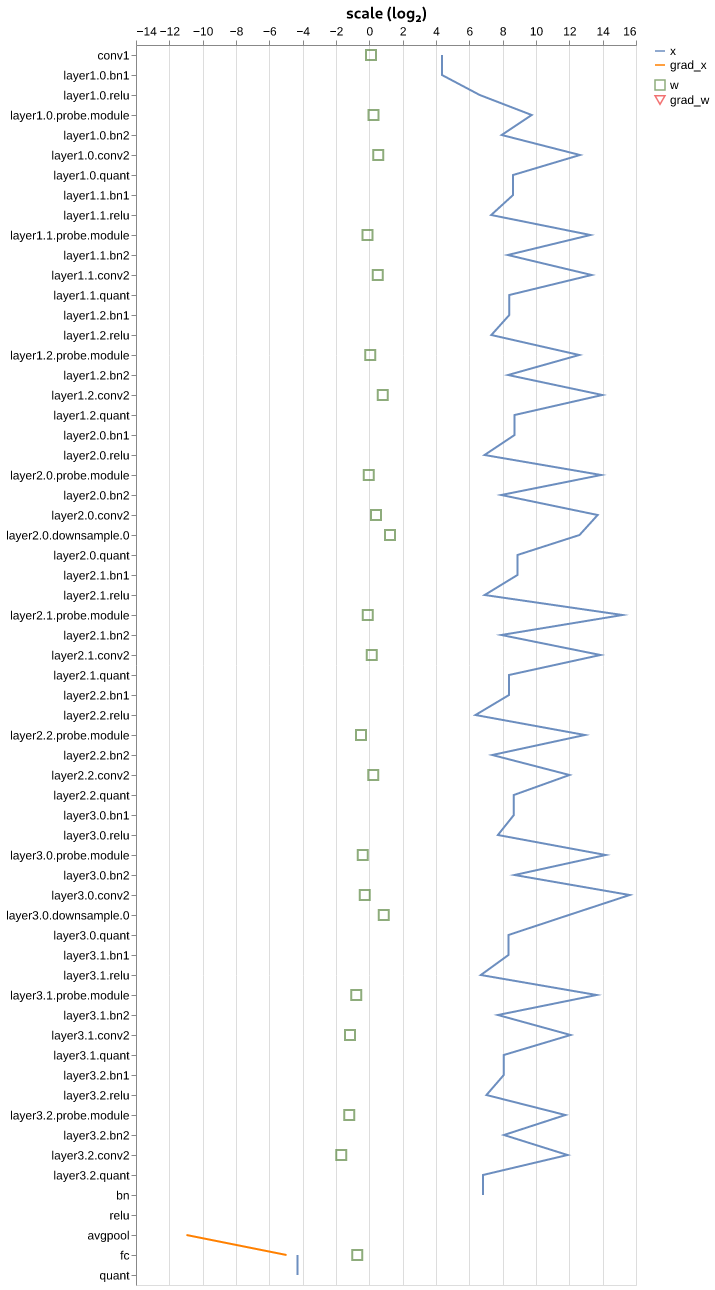 scale (log₂)
−14 −12 −10 −8 −6 −4 −2 0 2 4 6 8 10 12 14 16
x
grad_x
w
grad_w
conv1
layer1.0.bn1
layer1.0.relu
layer1.0.probe.module
layer1.0.bn2
layer1.0.conv2
layer1.0.quant
layer1.1.bn1
layer1.1.relu
layer1.1.probe.module
layer1.1.bn2
layer1.1.conv2
layer1.1.quant
layer1.2.bn1
layer1.2.relu
layer1.2.probe.module
layer1.2.bn2
layer1.2.conv2
layer1.2.quant
layer2.0.bn1
layer2.0.relu
layer2.0.probe.module
layer2.0.bn2
layer2.0.conv2
layer2.0.downsample.0
layer2.0.quant
layer2.1.bn1
layer2.1.relu
layer2.1.probe.module
layer2.1.bn2
layer2.1.conv2
layer2.1.quant
layer2.2.bn1
layer2.2.relu
layer2.2.probe.module
layer2.2.bn2
layer2.2.conv2
layer2.2.quant
layer3.0.bn1
layer3.0.relu
layer3.0.probe.module
layer3.0.bn2
layer3.0.conv2
layer3.0.downsample.0
layer3.0.quant
layer3.1.bn1
layer3.1.relu
layer3.1.probe.module
layer3.1.bn2
layer3.1.conv2
layer3.1.quant
layer3.2.bn1
layer3.2.relu
layer3.2.probe.module
layer3.2.bn2
layer3.2.conv2
layer3.2.quant
bn
relu
avgpool
fc
quant